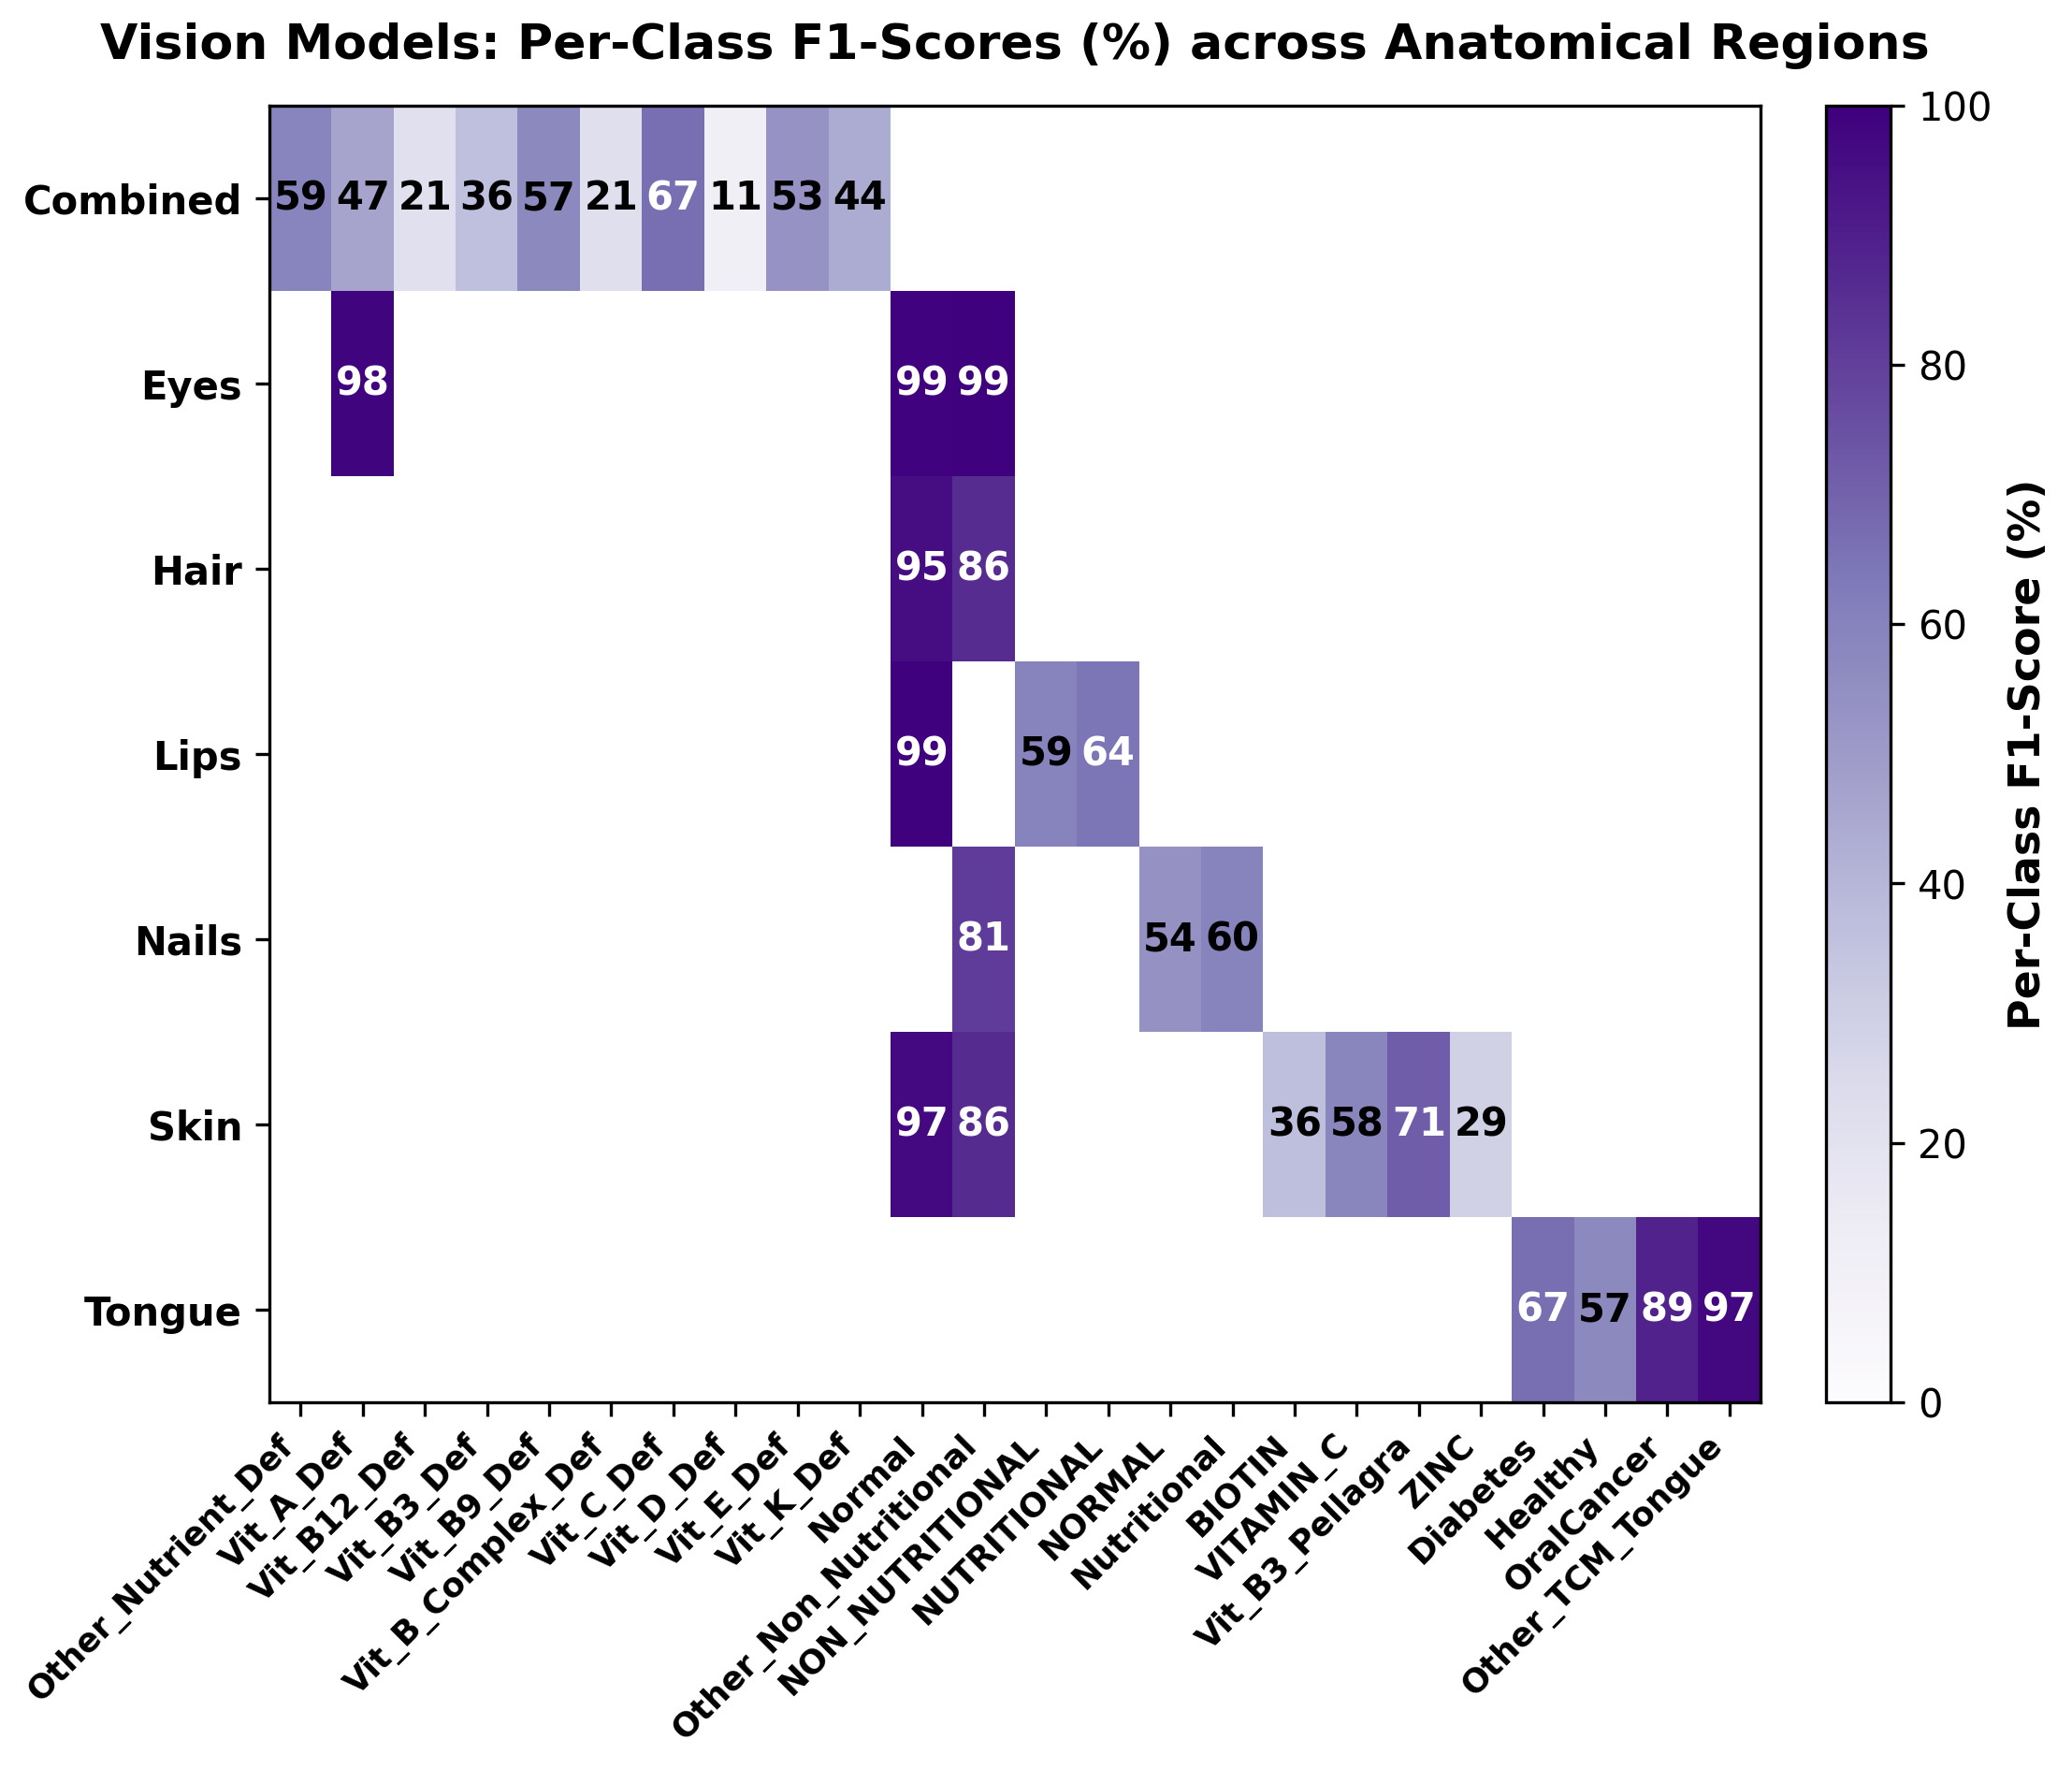 Vision Models: Per-Class F1-Scores (%) across Anatomical Regions
Combined
59 47 21 36 57 21 67 11 53 44
Eyes
98 99 99
Hair
95 86
Lips
99 59 64
Nails
81 54 60
Skin
97 86 36 58 71 29
Tongue
67 57 89 97
Other_Nutrient_Def
Vit_A_Def
Vit_B12_Def
Vit_B3_Def
Vit_B9_Def
Vit_B_Complex_Def
Vit_C_Def
Vit_D_Def
Vit_E_Def
Vit_K_Def
Normal
Other_Non_Nutritional
NON_NUTRITIONAL
NUTRITIONAL
NORMAL
Nutritional
BIOTIN
VITAMIN_C
Vit_B3_Pellagra
ZINC
Diabetes
Healthy
OralCancer
Other_TCM_Tongue
100
80
60
40
20
0
Per-Class F1-Score (%)